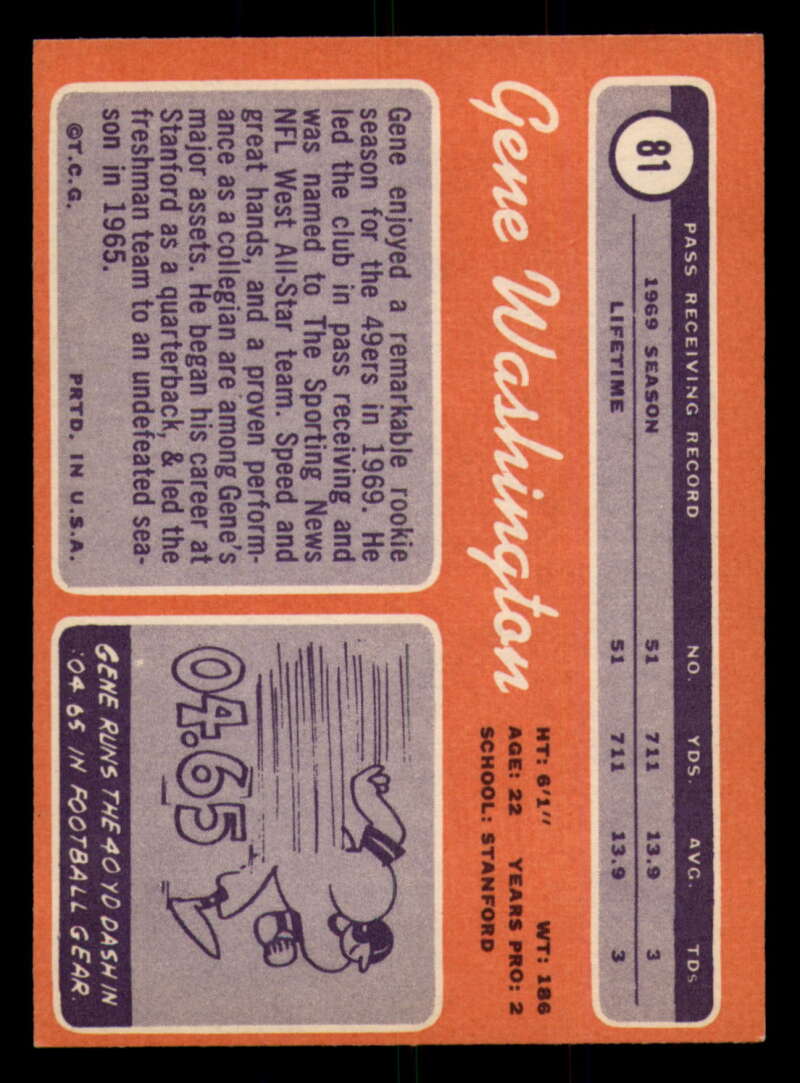 81
PASS RECEIVING RECORD NO. YDS. AVG. TDs
1969 SEASON 51 711 13.9 3
LIFETIME 51 711 13.9 3
Gene Washington
HT: 6'1" WT: 186
AGE: 22 YEARS PRO: 2
SCHOOL: STANFORD
Gene enjoyed a remarkable rookie
season for the 49ers in 1969. He
led the club in pass receiving and
was named to The Sporting News
NFL West All-Star team. Speed and
great hands, and a proven perform-
ance as a collegian are among Gene's
major assets. He began his career at
Stanford as a quarterback, & led the
freshman team to an undefeated sea-
son in 1965.
©T.C.G. PRTD. IN U.S.A.
04.65
GENE RUNS THE 40 YD DASH IN
:04.65 IN FOOTBALL GEAR.